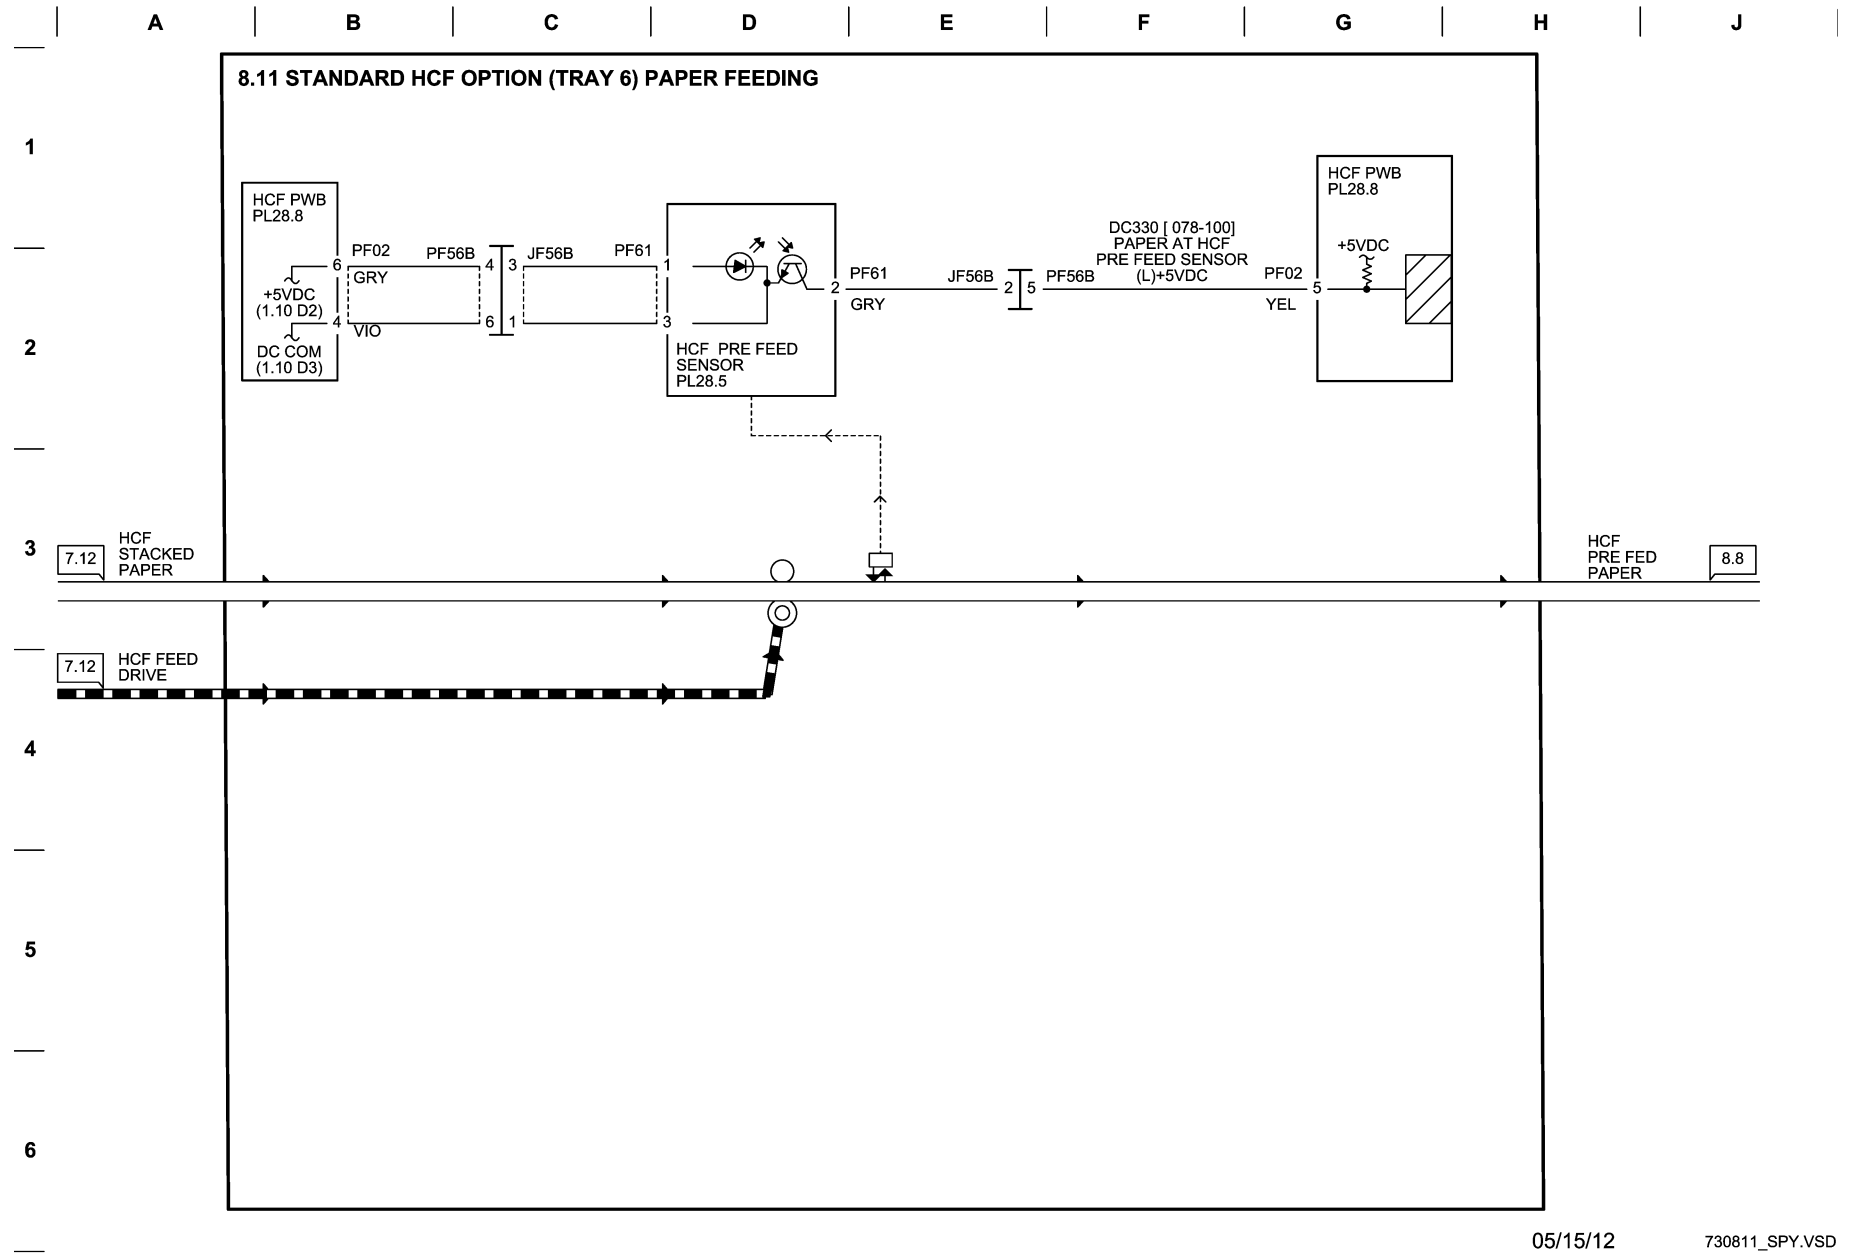 A B C D E F G H J
8.11 STANDARD HCF OPTION (TRAY 6) PAPER FEEDING
1
2
3
4
5
6
HCF PWB
PL28.8
+5VDC
(1.10 D2)
DC COM
(1.10 D3)
6
4
PF02
GRY
VIO
PF56B
4
6
3
1
JF56B
PF61
1
3
HCF PRE FEED
SENSOR
PL28.5
2
PF61
GRY
JF56B
2
5
PF56B
DC330 [ 078-100]
PAPER AT HCF
PRE FEED SENSOR
(L)+5VDC
PF02
YEL
5
HCF PWB
PL28.8
+5VDC
7.12
HCF
STACKED
PAPER
HCF
PRE FED
PAPER
8.8
7.12
HCF FEED
DRIVE
05/15/12
730811_SPY.VSD